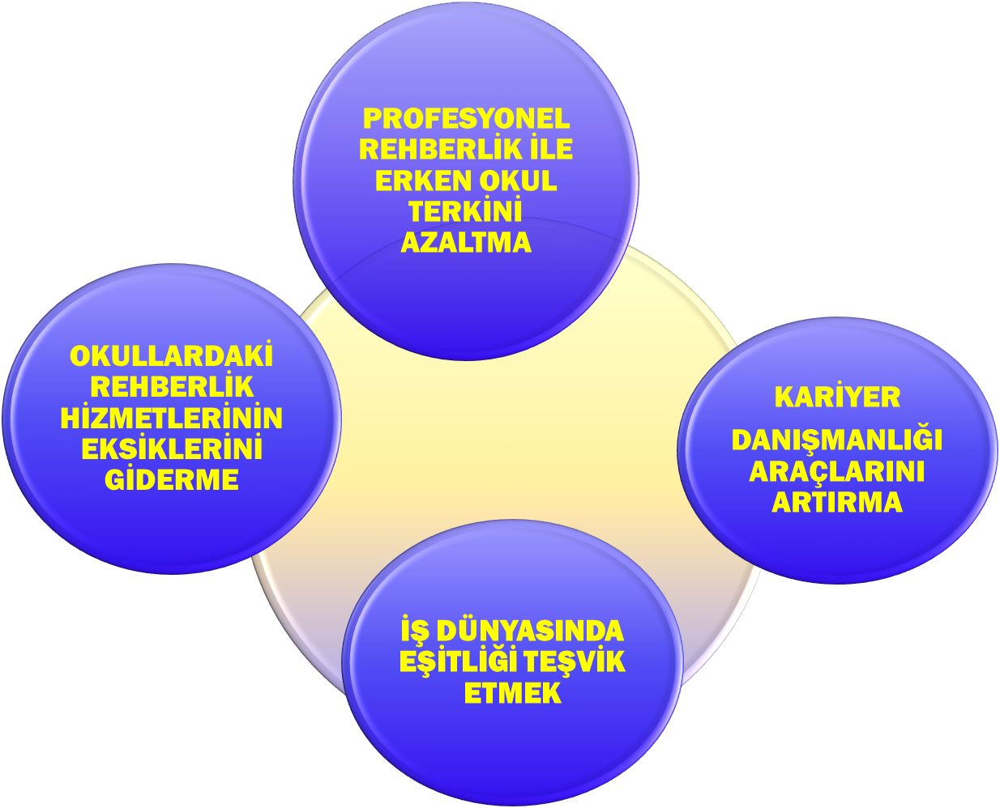 PROFESYONEL
REHBERLİK İLE
ERKEN OKUL
TERKİNİ
AZALTMA
OKULLARDAKİ
REHBERLİK
HİZMETLERİNİN
EKSİKLERİNİ
GİDERME
KARİYER
DANIŞMANLIĞI
ARAÇLARINI
ARTIRMA
İŞ DÜNYASINDA
EŞİTLİĞİ TEŞVİK
ETMEK